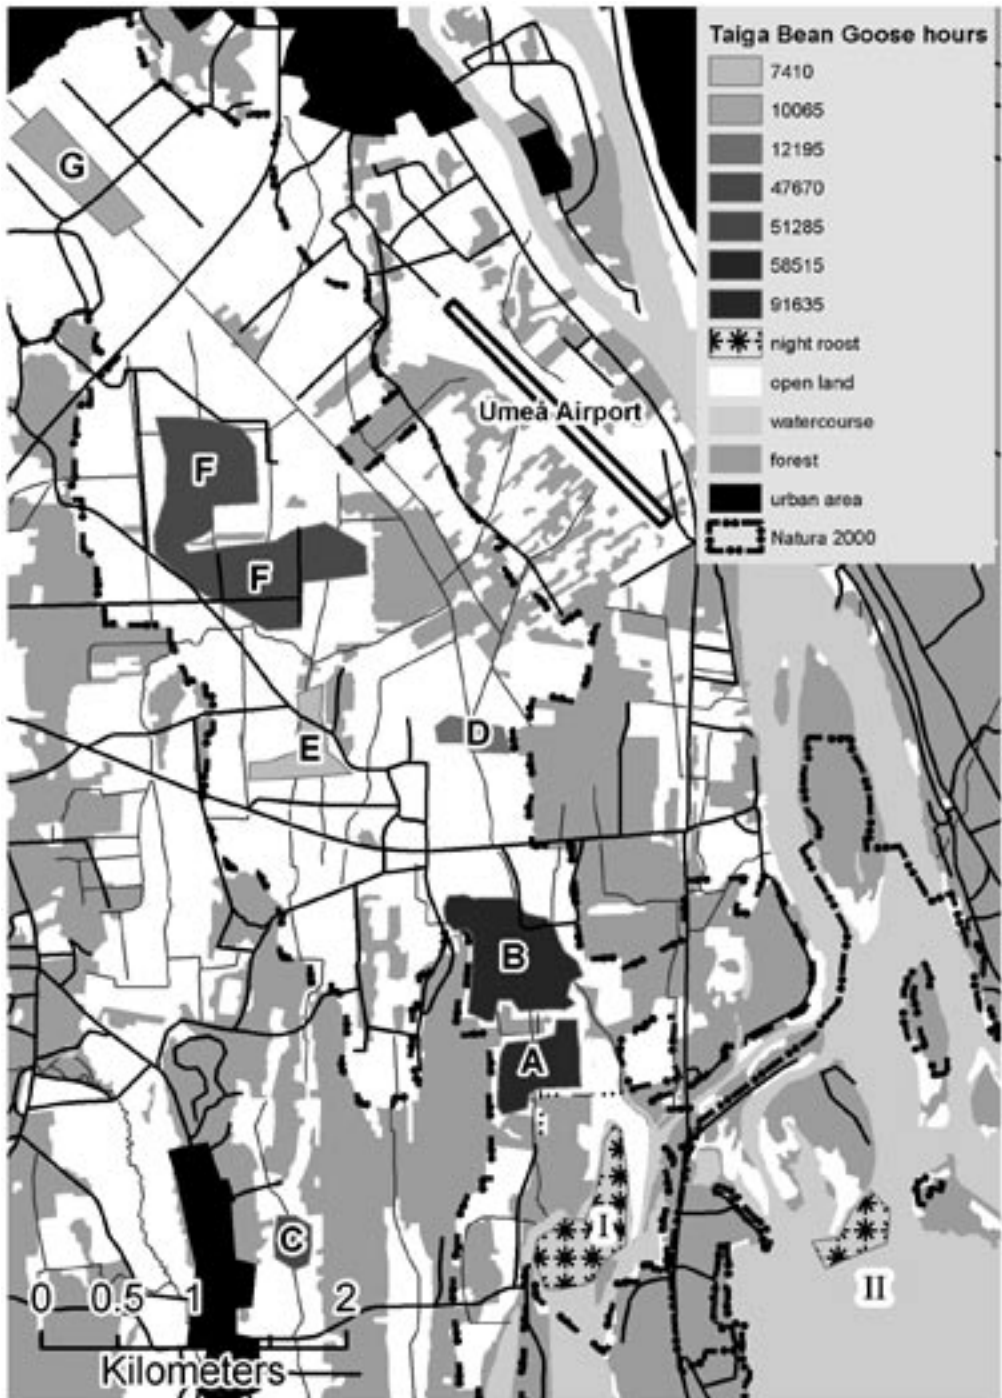 Taiga Bean Goose hours
7410
10065
12195
47670
51285
58515
91635
night roost
open land
watercourse
forest
urban area
Natura 2000
G
Umeå Airport
F
F
E
D
B
A
I
C
II
0 0.5 1 2
Kilometers